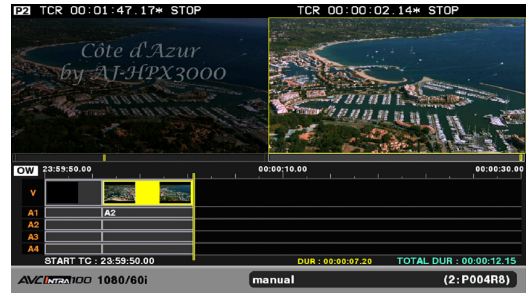 P2 TCR 00:01:47.17* STOP
TCR 00:00:02.14* STOP
Côte d'Azur
by AJ-HPX3000
OW 23:59:50.00 00:00:10.00 00:00:30.00
V
A1 A2
A2
A3
A4
START TC : 23:59:50.00 DUR : 00:00:07.20 TOTAL DUR : 00:00:12.15
AVC INTRA 100 1080/60i manual (2:P004R8)